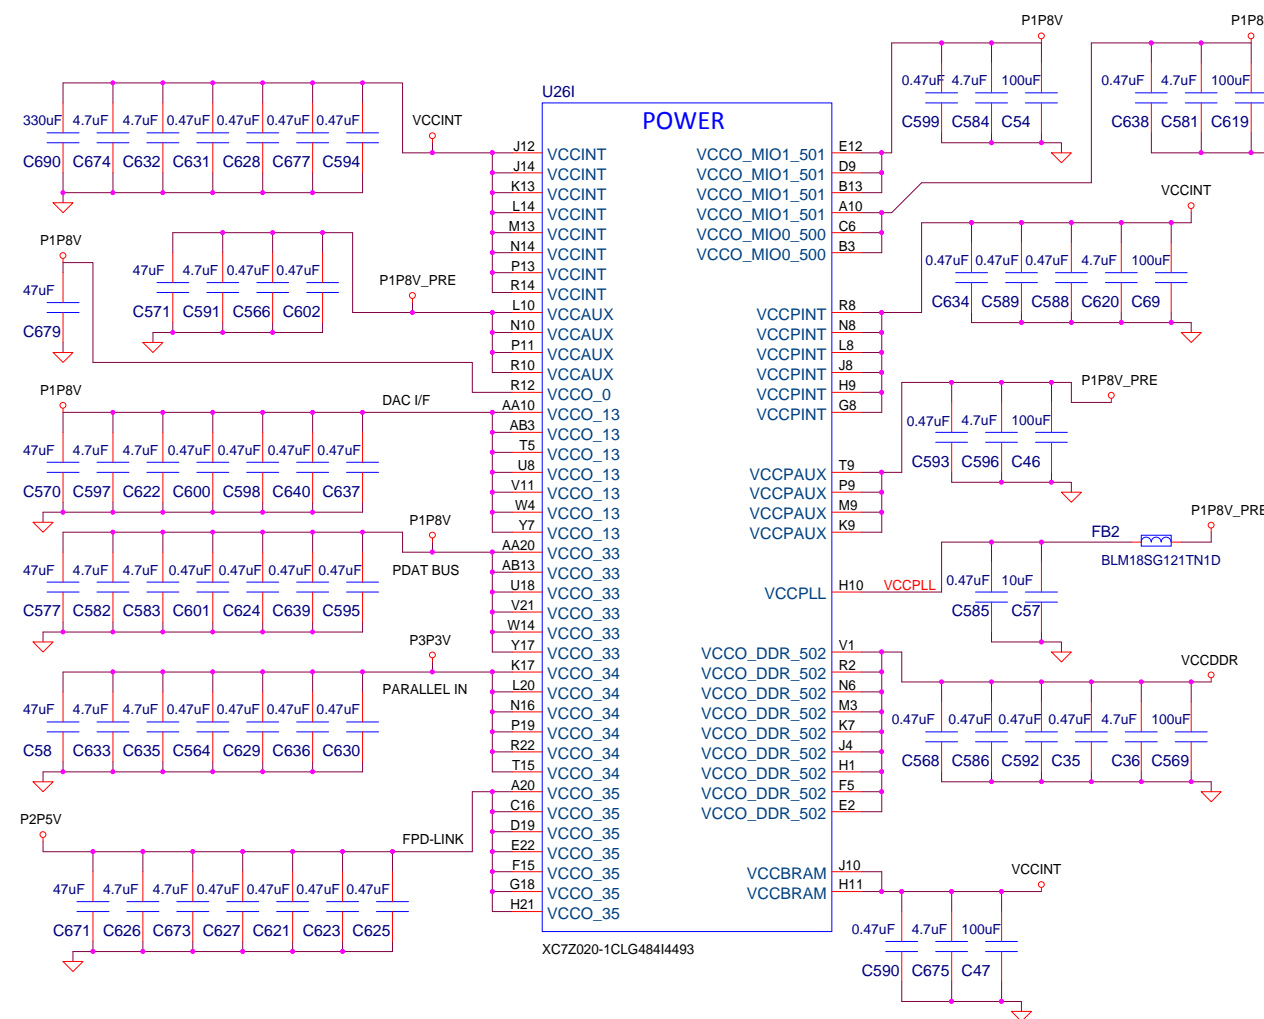 P1P8V
P1P8
0.47uF 4.7uF 100uF
C599 C584 C54
0.47uF 4.7uF 100uF
C638 C581 C619
U26I
POWER
330uF 4.7uF 4.7uF 0.47uF 0.47uF 0.47uF 0.47uF
C690 C674 C632 C631 C628 C677 C594
VCCINT
J12 VCCINT
J14 VCCINT
K13 VCCINT
L14 VCCINT
M13 VCCINT
N14 VCCINT
P13 VCCINT
R14 VCCINT
L10 VCCAUX
N10 VCCAUX
P11 VCCAUX
R10 VCCAUX
R12 VCCO_0
AA10 VCCO_13
AB3 VCCO_13
T5 VCCO_13
U8 VCCO_13
V11 VCCO_13
W4 VCCO_13
Y7 VCCO_13
AA20 VCCO_33
AB13 VCCO_33
U18 VCCO_33
V21 VCCO_33
W14 VCCO_33
Y17 VCCO_33
K17 VCCO_34
L20 VCCO_34
N16 VCCO_34
P19 VCCO_34
R22 VCCO_34
T15 VCCO_34
A20 VCCO_35
C16 VCCO_35
D19 VCCO_35
E22 VCCO_35
F15 VCCO_35
G18 VCCO_35
H21 VCCO_35
P1P8V
47uF
C679
47uF 4.7uF 0.47uF 0.47uF
C571 C591 C566 C602
P1P8V_PRE
P1P8V
DAC I/F
47uF 4.7uF 4.7uF 0.47uF 0.47uF 0.47uF 0.47uF
C570 C597 C622 C600 C598 C640 C637
P1P8V
PDAT BUS
47uF 4.7uF 4.7uF 0.47uF 0.47uF 0.47uF 0.47uF
C577 C582 C583 C601 C624 C639 C595
P3P3V
PARALLEL IN
47uF 4.7uF 4.7uF 0.47uF 0.47uF 0.47uF 0.47uF
C58 C633 C635 C564 C629 C636 C630
P2P5V
FPD-LINK
47uF 4.7uF 4.7uF 0.47uF 0.47uF 0.47uF 0.47uF
C671 C626 C673 C627 C621 C623 C625
VCCO_MIO1_501 E12
VCCO_MIO1_501 D9
VCCO_MIO1_501 B13
VCCO_MIO1_501 A10
VCCO_MIO0_500 C6
VCCO_MIO0_500 B3
VCCPINT R8
VCCPINT N8
VCCPINT L8
VCCPINT J8
VCCPINT H9
VCCPINT G8
VCCPAUX T9
VCCPAUX P9
VCCPAUX M9
VCCPAUX K9
VCCPLL H10 VCCPLL
VCCO_DDR_502 V1
VCCO_DDR_502 R2
VCCO_DDR_502 N6
VCCO_DDR_502 M3
VCCO_DDR_502 K7
VCCO_DDR_502 J4
VCCO_DDR_502 H1
VCCO_DDR_502 F5
VCCO_DDR_502 E2
VCCBRAM J10
VCCBRAM H11
VCCINT
0.47uF 0.47uF 0.47uF 4.7uF 100uF
C634 C589 C588 C620 C69
P1P8V_PRE
0.47uF 4.7uF 100uF
C593 C596 C46
P1P8V_PRE
FB2
BLM18SG121TN1D
0.47uF 10uF
C585 C57
VCCDDR
0.47uF 0.47uF 0.47uF 0.47uF 4.7uF 100uF
C568 C586 C592 C35 C36 C569
VCCINT
0.47uF 4.7uF 100uF
C590 C675 C47
XC7Z020-1CLG484I4493